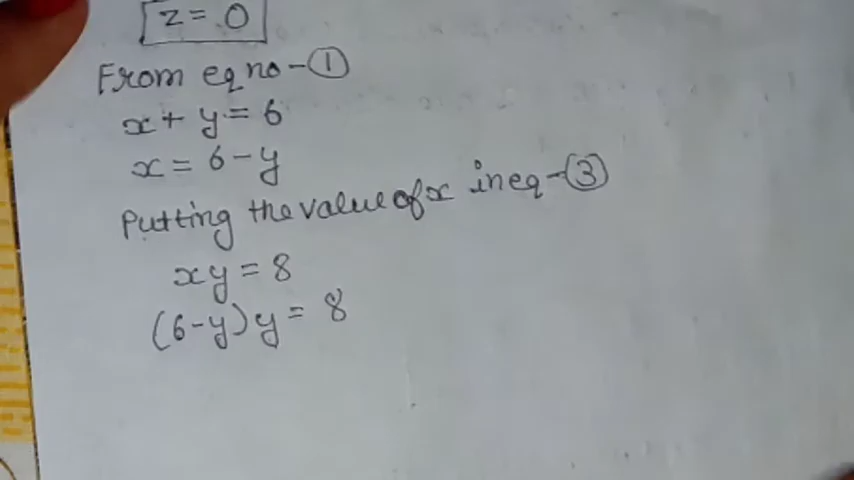 z = 0
From eq no-①
x + y = 6
x = 6 - y
Putting the value of x in eq-③
xy = 8
(6-y)y = 8